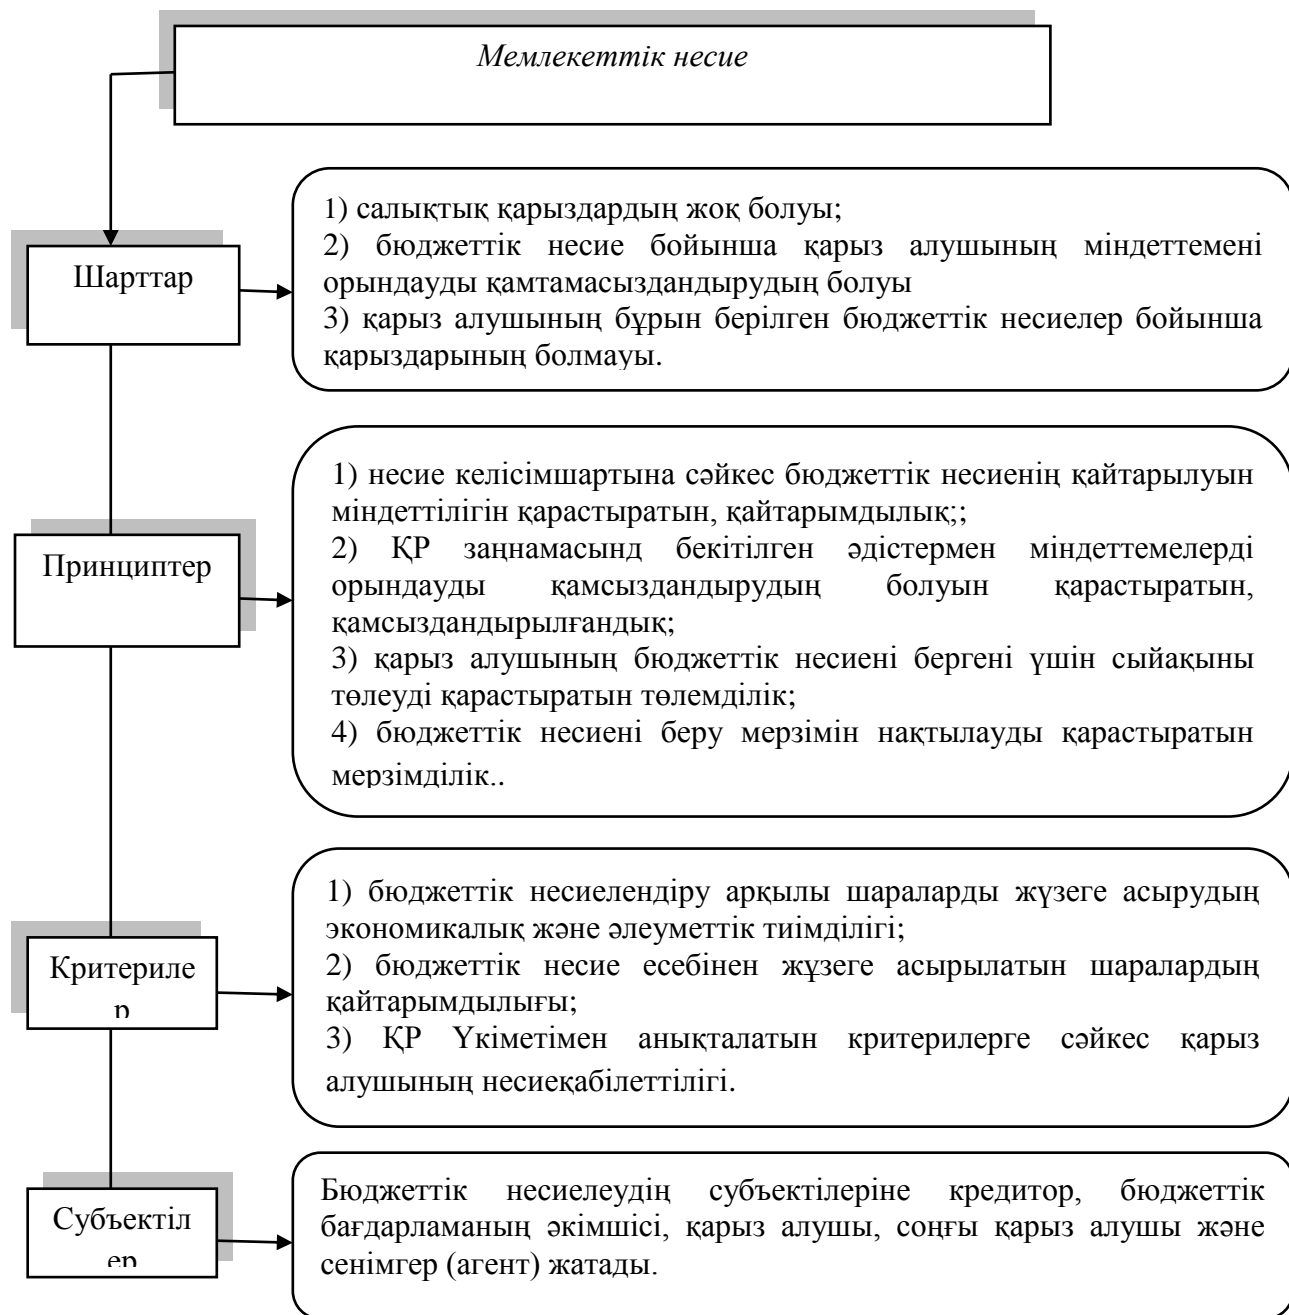 Мемлекеттік несие
Шарттар
1) салықтық қарыздардың жоқ болуы;
2) бюджеттік несие бойынша қарыз алушының міндеттемені
орындауды қамтамасыздандырудың болуы
3) қарыз алушының бұрын берілген бюджеттік несиелер бойынша
қарыздарының болмауы.
Принциптер
1) несие келісімшартына сәйкес бюджеттік несиенің қайтарылуын
міндеттілігін қарастыратын, қайтарымдылық;;
2) ҚР заңнамасынд бекітілген әдістермен міндеттемелерді
орындауды қамсыздандырудың болуын қарастыратын,
қамсыздандырылғандық;
3) қарыз алушының бюджеттік несиені бергені үшін сыйақыны
төлеуді қарастыратын төлемділік;
4) бюджеттік несиені беру мерзімін нақтылауды қарастыратын
мерзімділік..
Критериле
р
1) бюджеттік несиелендіру арқылы шараларды жүзеге асырудың
экономикалық және әлеуметтік тиімділігі;
2) бюджеттік несие есебінен жұзеге асырылатын шаралардың
қайтарымдылығы;
3) ҚР Үкіметімен анықталатын критерилерге сәйкес қарыз
алушының несиеқабілеттілігі.
Субъектіл
ер
Бюджеттік несиелеудің субъектілеріне кредитор, бюджеттік
бағдарламаның әкімшісі, қарыз алушы, соңғы қарыз алушы және
сенімгер (агент) жатады.